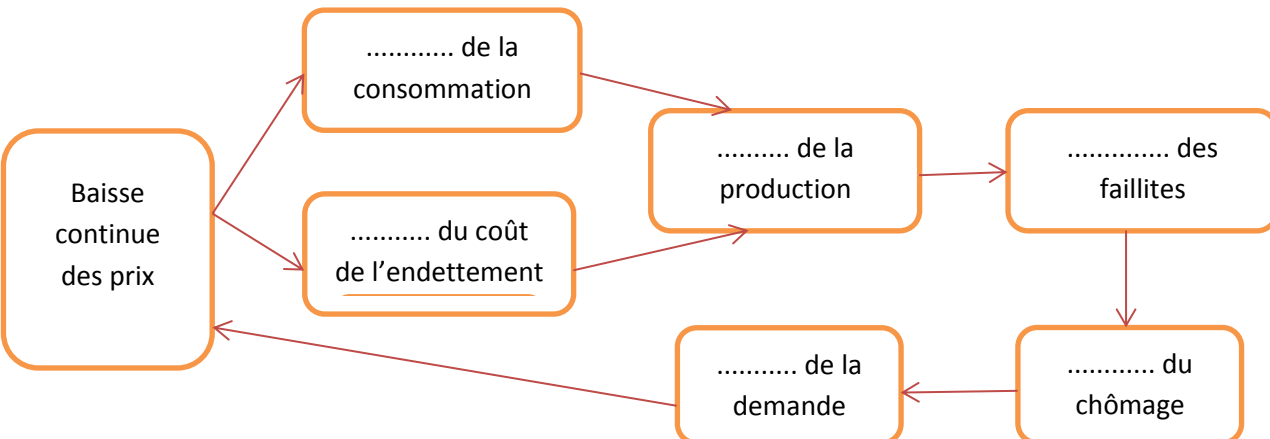 ............ de la
consommation
Baisse
continue
des prix
........... du coût
de l'endettement
.......... de la
production
.............. des
faillites
............ du
chômage
........... de la
demande